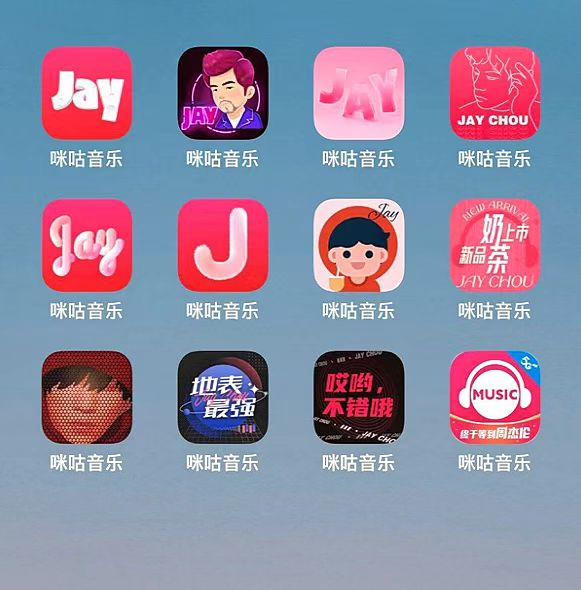 Jay
JAY
JAY
JAY CHOU
咪咕音乐
咪咕音乐
咪咕音乐
咪咕音乐
Jay
J
Jay
NEW ARRIVAL
奶茶
上市
新品
JAY CHOU
咪咕音乐
咪咕音乐
咪咕音乐
咪咕音乐
地表
最强
JAY CHOU
哎哟,
不错哦
JAY CHO
5G
MUSIC
终于等到周杰伦
咪咕音乐
咪咕音乐
咪咕音乐
咪咕音乐